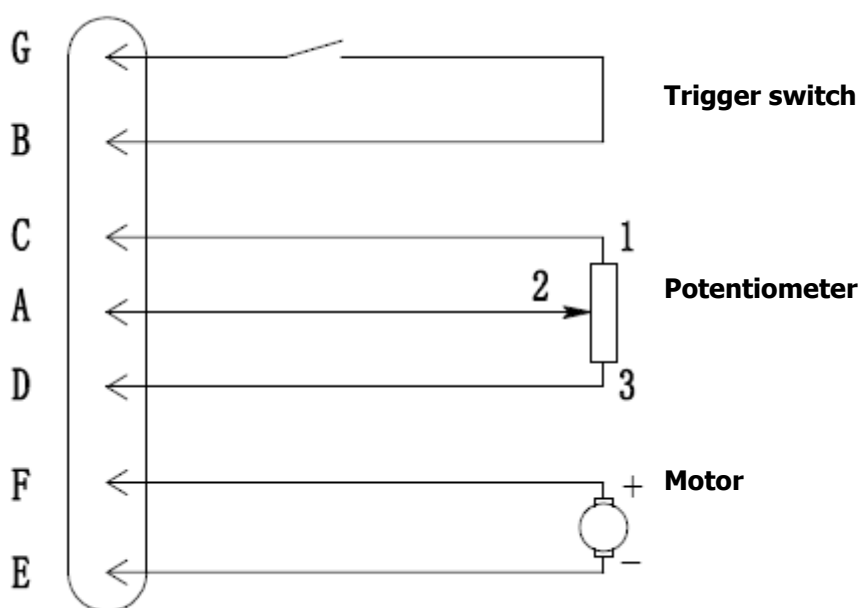 G
Trigger switch
B
C
1
2
Potentiometer
A
D
3
F
+
Motor
E
−